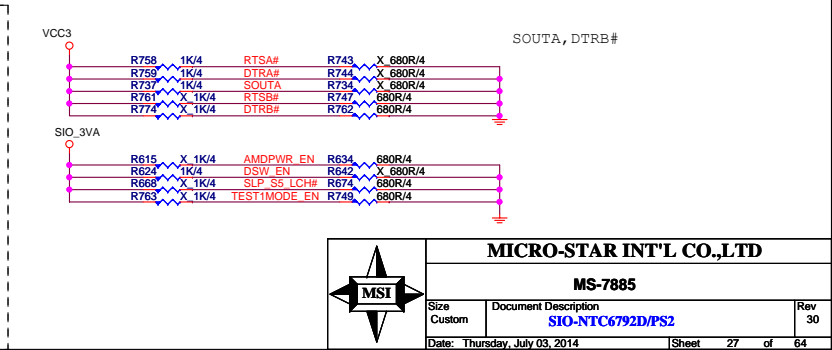 VCC3
SOUTA,DTRB#
R758 1K/4 RTSA# R743 X_680R/4
R759 1K/4 DTRA# R744 X_680R/4
R737 1K/4 SOUTA R734 X_680R/4
R761 X_1K/4 RTSB# R747 680R/4
R774 X_1K/4 DTRB# R762 680R/4
SIO_3VA
R615 X_1K/4 AMDPWR_EN R634 680R/4
R624 1K/4 DSW_EN R642 X_680R/4
R668 X_1K/4 SLP_S5_LCH# R674 680R/4
R763 X_1K/4 TEST1MODE_EN R749 680R/4
MSI
MICRO-STAR INT'L CO.,LTD
MS-7885
Size Document Description Rev
Custom SIO-NTC6792D/PS2 30
Date: Thursday, July 03, 2014 Sheet 27 of 64